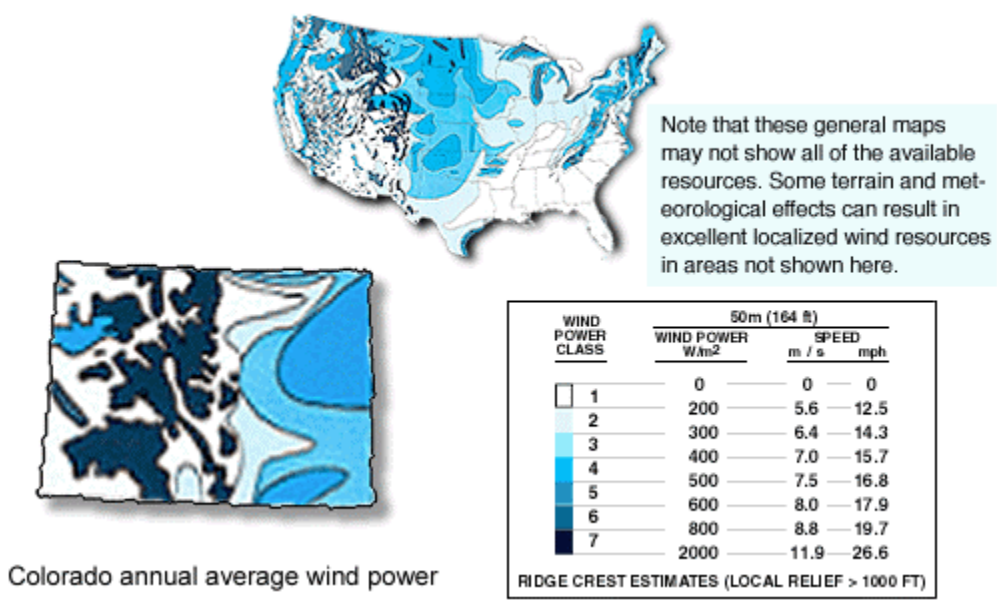 Note that these general maps
may not show all of the available
resources. Some terrain and met-
eorological effects can result in
excellent localized wind resources
in areas not shown here.
WIND
POWER
CLASS
50m (164 ft)
WIND POWER
W/m2
SPEED
m / s mph
0 0 0
1
200 5.6 12.5
2
300 6.4 14.3
3
400 7.0 15.7
4
500 7.5 16.8
5
600 8.0 17.9
6
800 8.8 19.7
7
2000 11.9 26.6
RIDGE CREST ESTIMATES (LOCAL RELIEF > 1000 FT)
Colorado annual average wind power